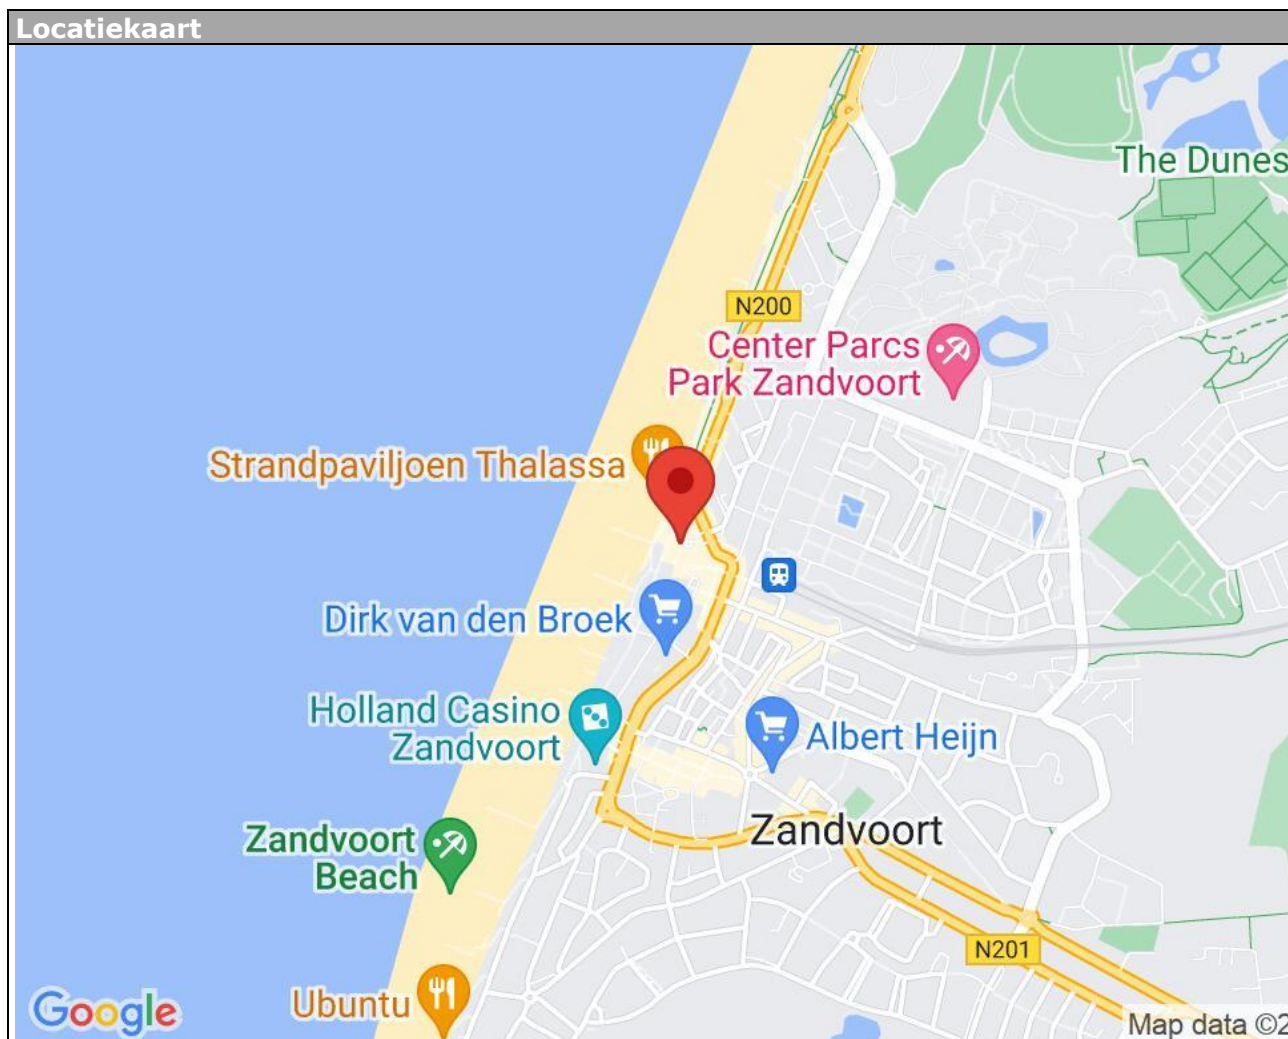 Locatiekaart
The Dunes
N200
Center Parcs
Park Zandvoort
Strandpaviljoen Thalassa
Dirk van den Broek
Holland Casino
Zandvoort
Albert Heijn
Zandvoort
Zandvoort
Beach
N201
Ubuntu
Google
Map data ©2